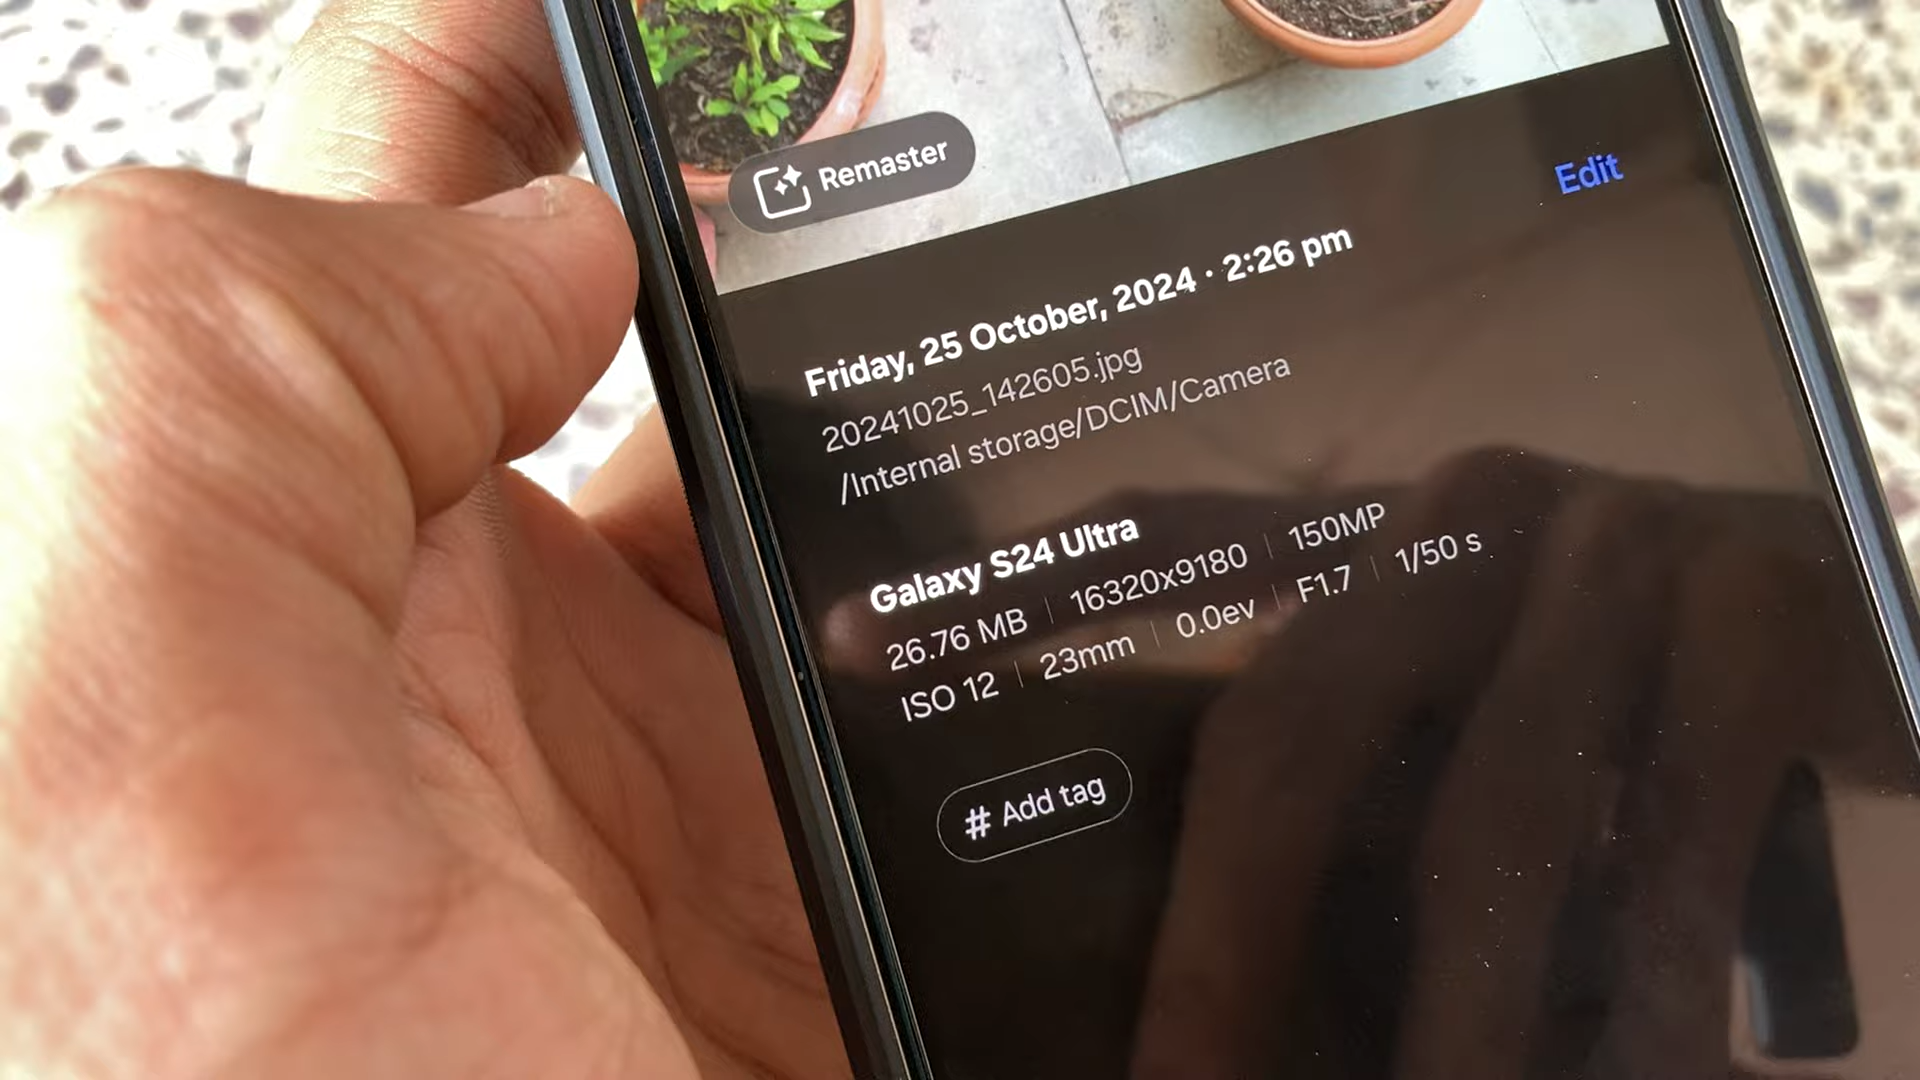 Remaster
Edit
Friday, 25 October, 2024 · 2:26 pm
20241025_142605.jpg
/Internal storage/DCIM/Camera
Galaxy S24 Ultra
26.76 MB | 16320x9180 | 150MP
ISO 12 | 23mm | 0.0ev | F1.7 | 1/50 s
# Add tag